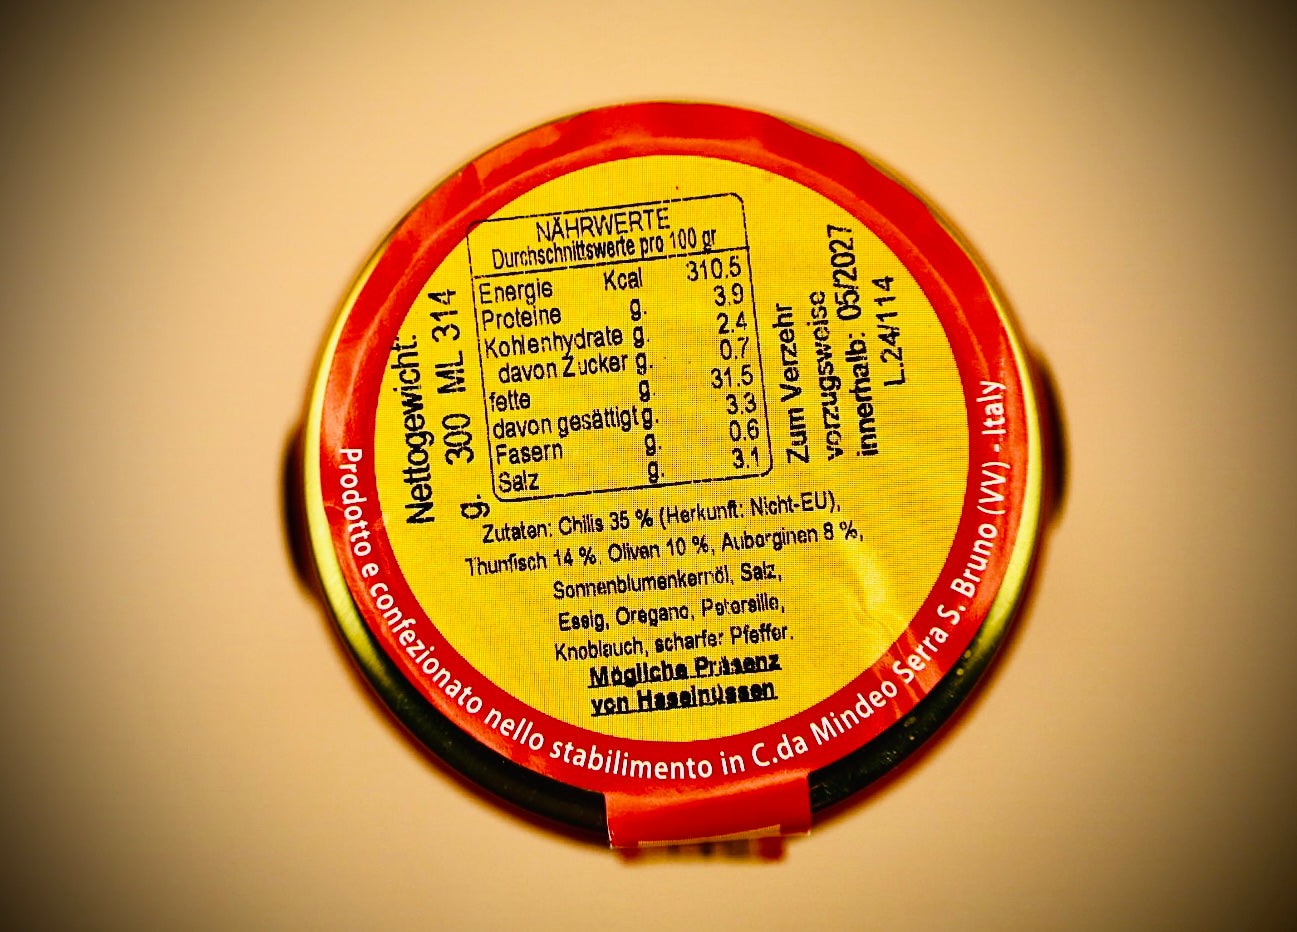 NÄHRWERTE
Durchschnittswerte pro 100 gr
Energie Kcal 310.5
Proteine g. 3.9
Kohlenhydrate g. 2.4
davon Zucker g. 0.7
fette g. 31.5
davon gesättigt g. 3.3
Fasern g. 0.6
Salz g. 3.1
Nettogewicht:
g. 300 ML 314
Zum Verzehr
vorzugsweise
innerhalb: 05/2027
L.24/114
Zutaten: Chilis 35 % (Herkunft: Nicht-EU),
Thunfisch 14 %, Oliven 10 %, Auberginen 8 %,
Sonnenblumenkernöl, Salz,
Essig, Oregano, Petersilie,
Knoblauch, scharfer Pfeffer.
Mögliche Präsenz
von Haselnüssen
Prodotto e confezionato nello stabilimento in C.da Mindeo Serra S. Bruno (VV) - Italy